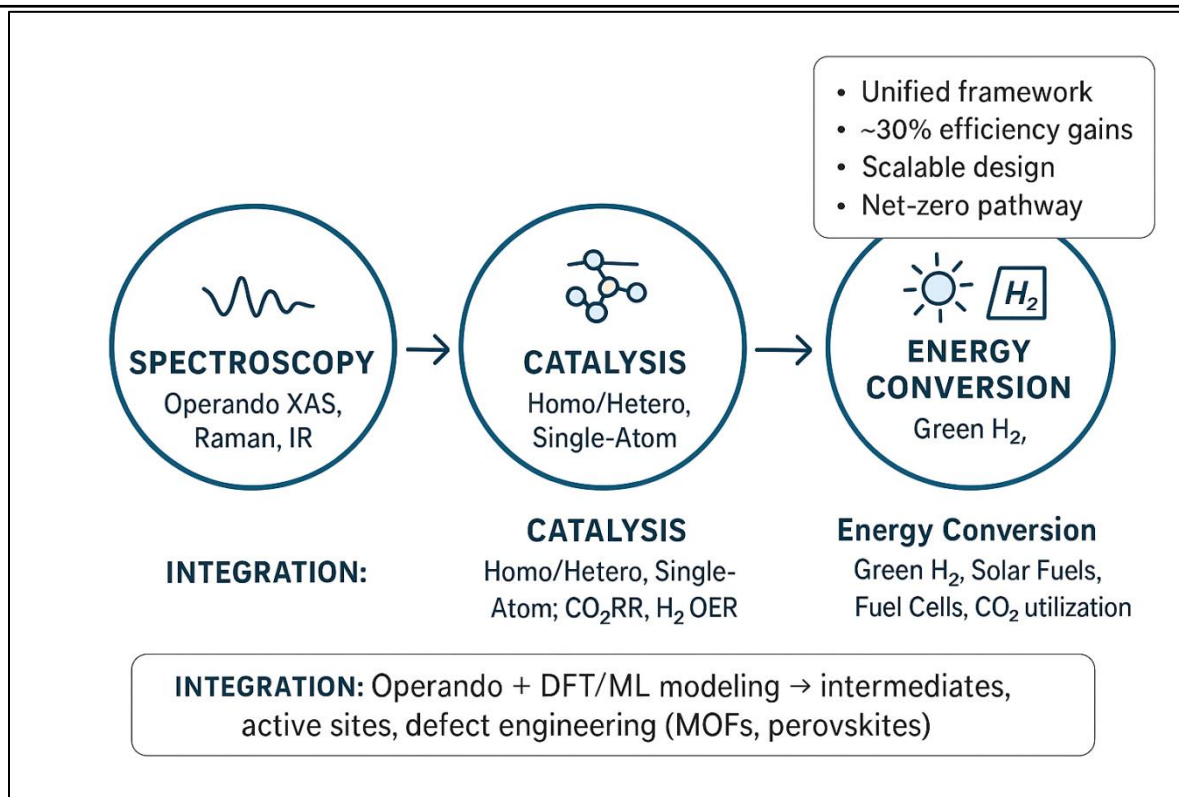 • Unified framework
• ~30% efficiency gains
• Scalable design
• Net-zero pathway
SPECTROSCOPY
Operando XAS,
Raman, IR
CATALYSIS
Homo/Hetero,
Single-Atom
H₂
ENERGY
CONVERSION
Green H₂,
INTEGRATION:
CATALYSIS
Homo/Hetero, Single-
Atom; CO₂RR, H₂ OER
Energy Conversion
Green H₂, Solar Fuels,
Fuel Cells, CO₂ utilization
INTEGRATION: Operando + DFT/ML modeling → intermediates,
active sites, defect engineering (MOFs, perovskites)